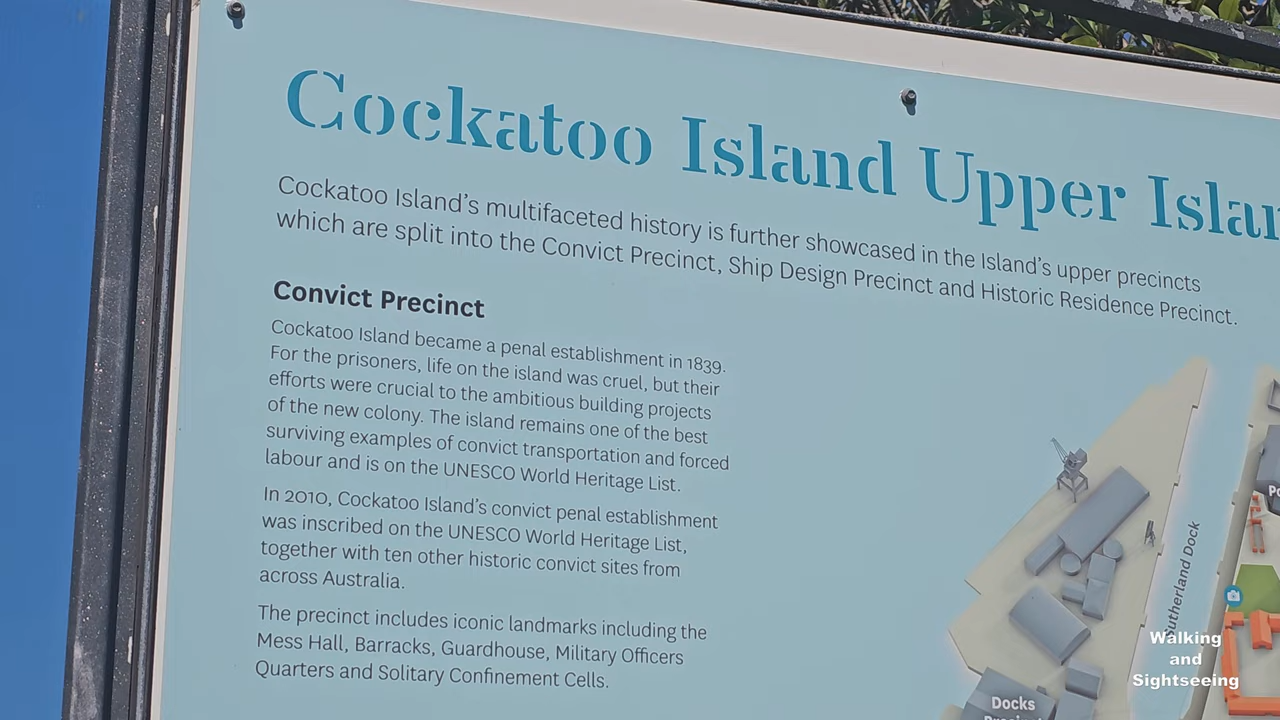 Cockatoo Island Upper
Cockatoo Island's multifaceted history is further showcased in the Island's upper precincts
which are split into the Convict Precinct, Ship Design Precinct and Historic Residence Precinct.
Convict Precinct
Cockatoo Island became a penal establishment in 1839.
For the prisoners, life on the island was cruel, but their
efforts were crucial to the ambitious building projects
of the new colony. The island remains one of the best
surviving examples of convict transportation and forced
labour and is on the UNESCO World Heritage List.
In 2010, Cockatoo Island's convict penal establishment
was inscribed on the UNESCO World Heritage List,
together with ten other historic convict sites from
across Australia.
The precinct includes iconic landmarks including the
Mess Hall, Barracks, Guardhouse, Military Officers
Quarters and Solitary Confinement Cells.
Dock
Docks
Walking
and
Sightseeing